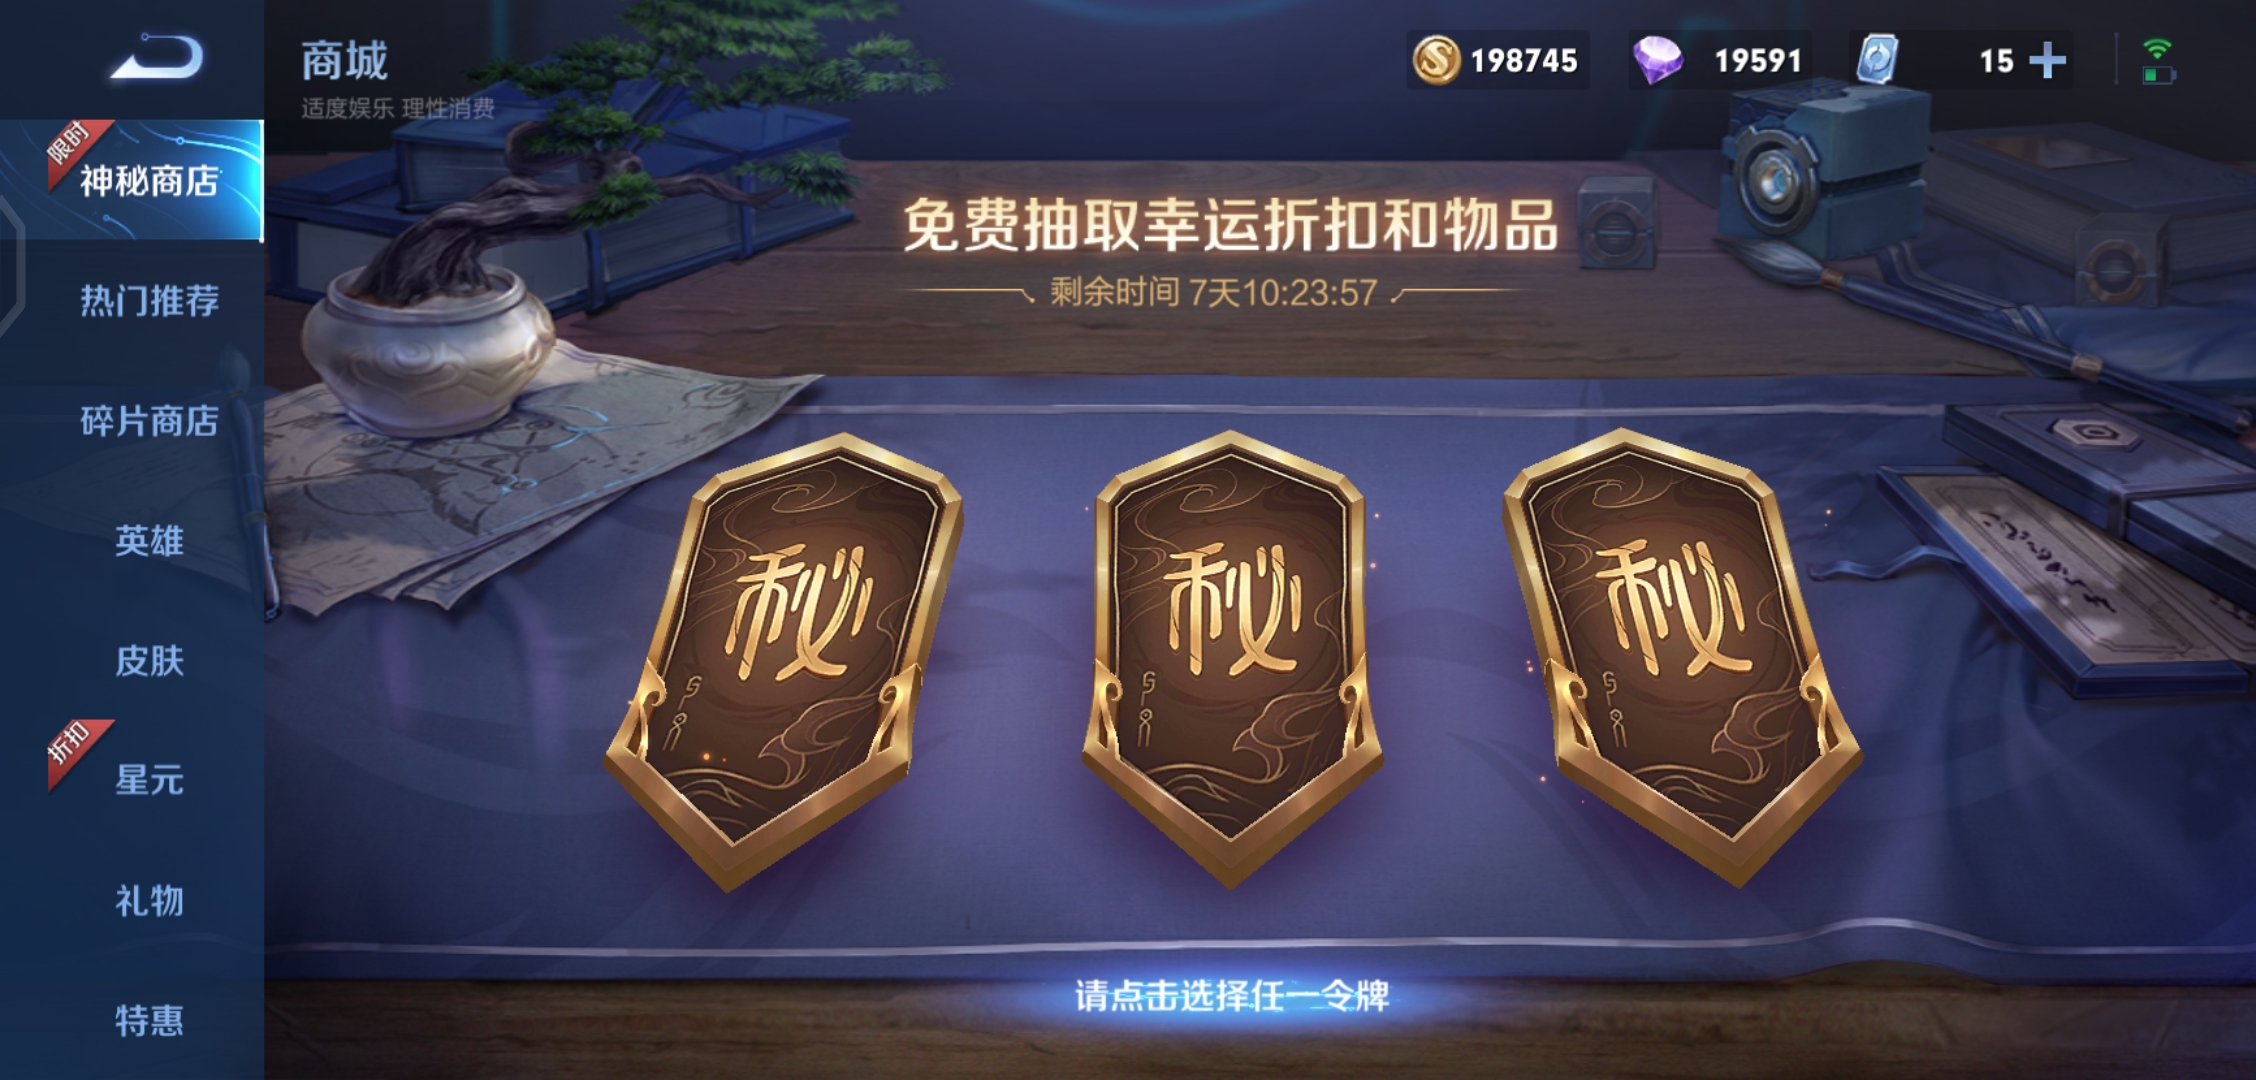 商城
适度娱乐 理性消费
198745
19591
15
限时
神秘商店
热门推荐
碎片商店
英雄
皮肤
折扣
星元
礼物
特惠
免费抽取幸运折扣和物品
剩余时间 7天10:23:57
秘
秘
秘
请点击选择任一令牌